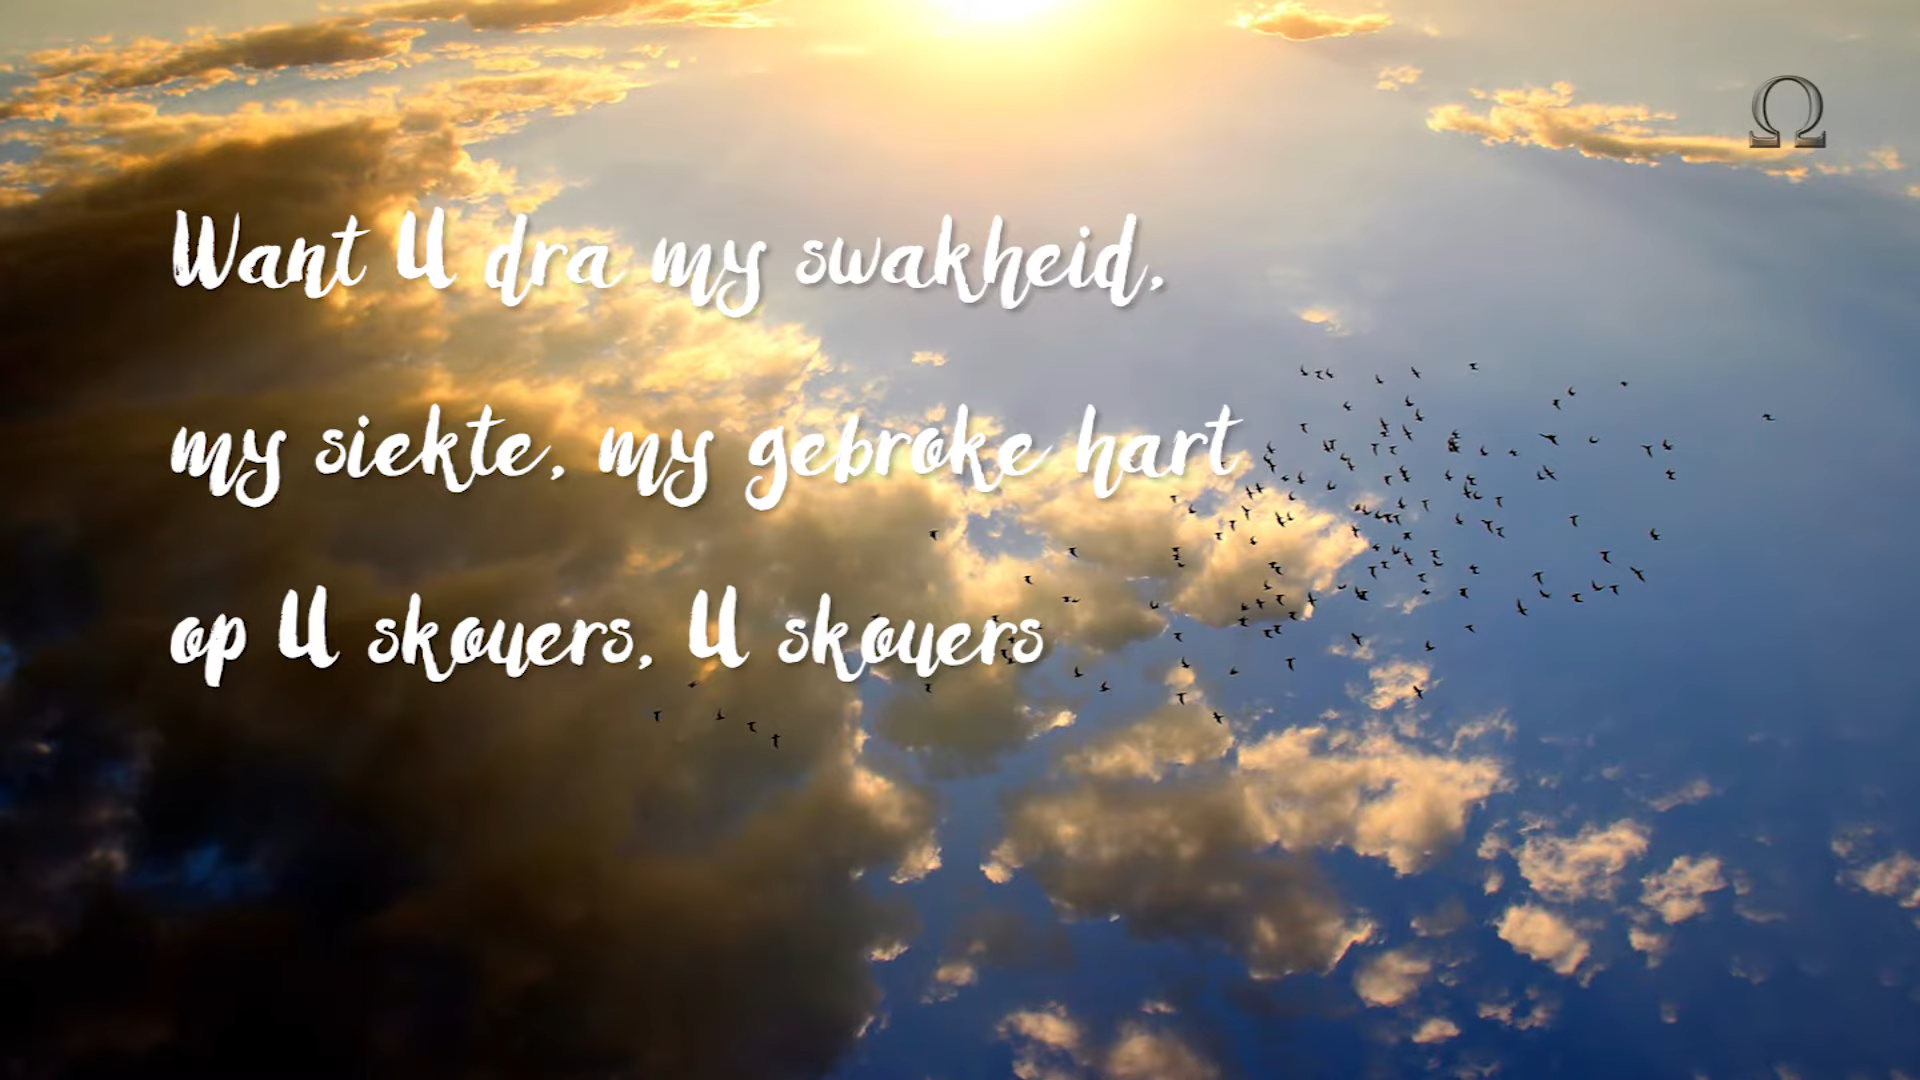 Want U dra my swakheid,
my siekte, my gebroke hart
op U skouers, U skouers
Ω